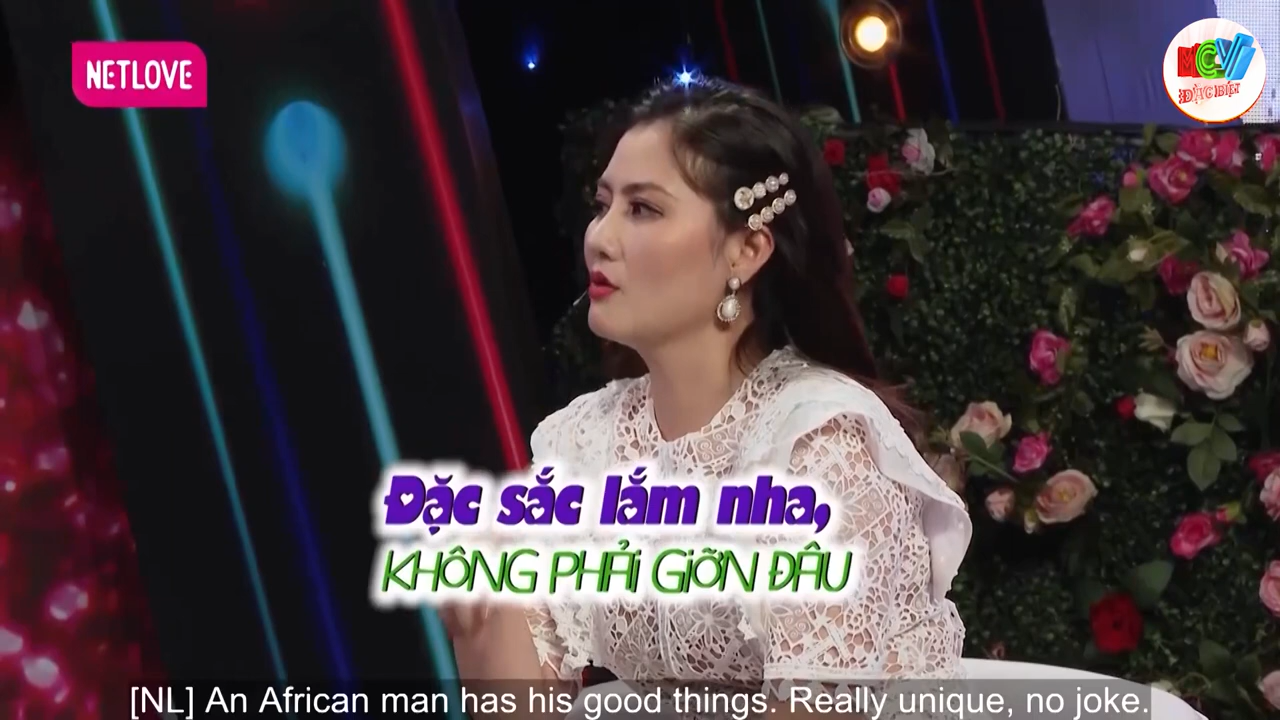 NETLOVE
MCV
ĐẶC BIỆT
Đặc sắc lắm nha,
KHÔNG PHẢI GIỠN ĐÂU
[NL] An African man has his good things. Really unique, no joke.